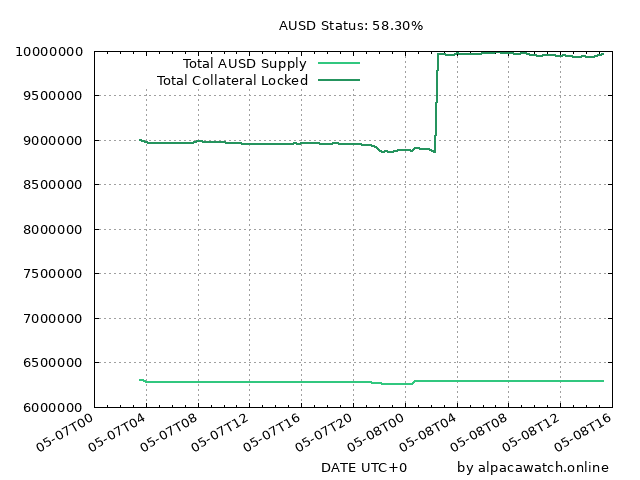 AUSD Status: 58.30%
10000000
9500000
9000000
8500000
8000000
7500000
7000000
6500000
6000000
Total AUSD Supply
Total Collateral Locked
05-07T00 05-07T04 05-07T08 05-07T12 05-07T16 05-07T20 05-08T00 05-08T04 05-08T08 05-08T12 05-08T16
DATE UTC+0 by alpacawatch.online